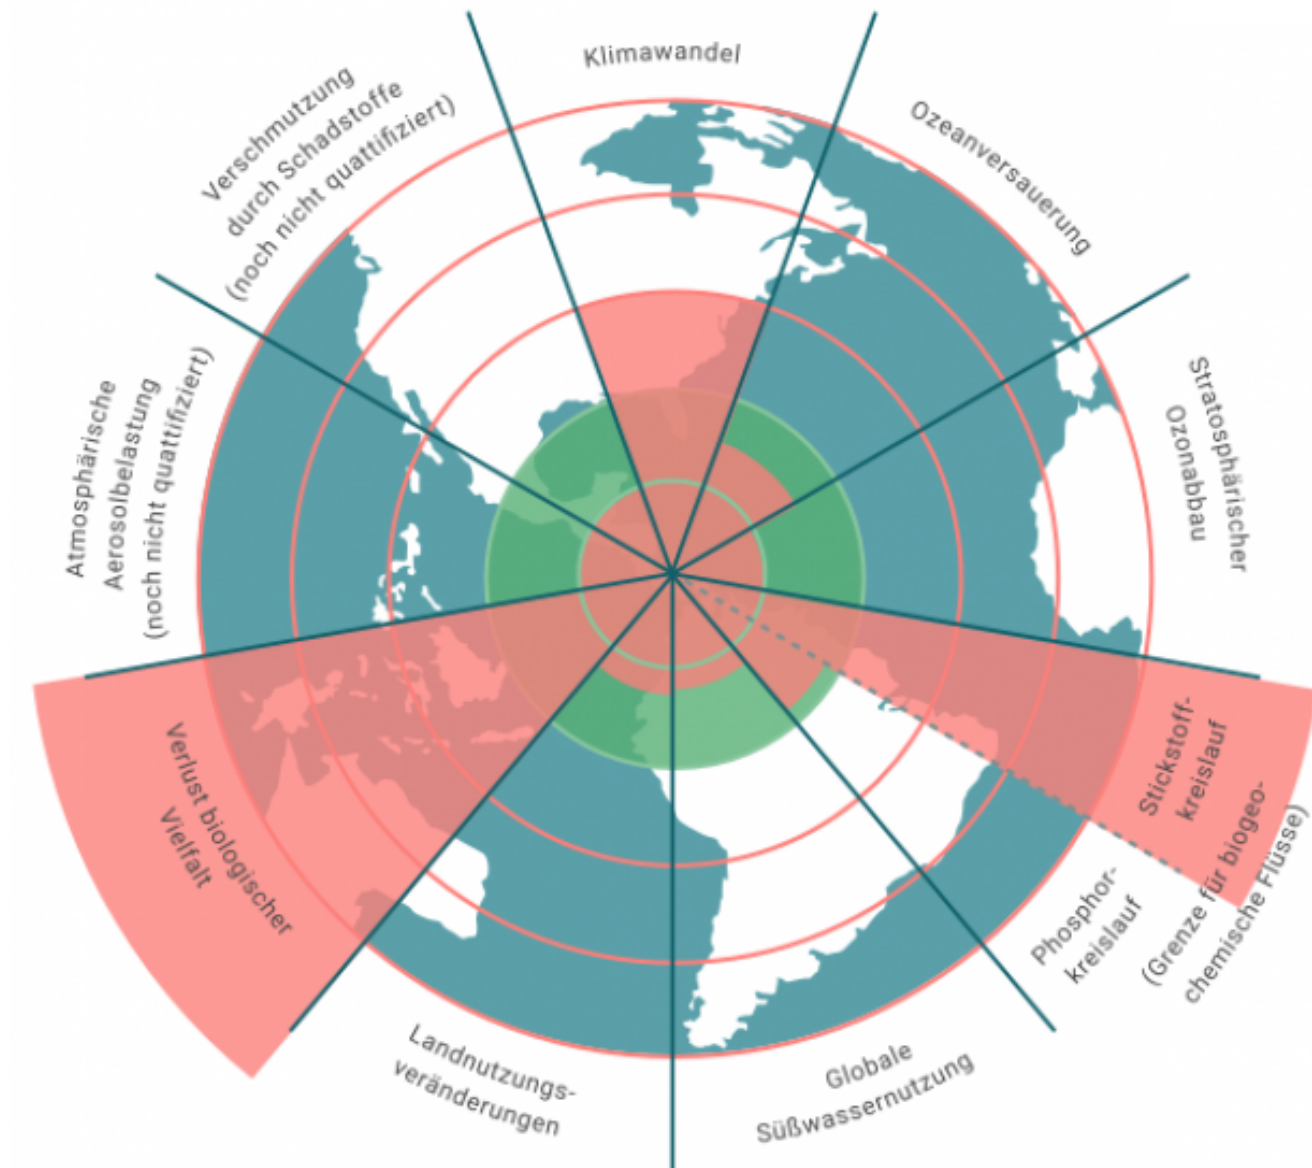 Klimawandel
Ozeanversauerung
Stratosphärischer
Ozonabbau
Stickstoff-
kreislauf
(Grenze für biogeo-
chemische Flüsse)
Phosphor-
kreislauf
Globale
Süßwassernutzung
Landnutzungs-
veränderungen
Verlust biologischer
Vielfalt
Atmosphärische
Aerosolbelastung
(noch nicht quattifiziert)
Verschmutzung
durch Schadstoffe
(noch nicht quattifiziert)